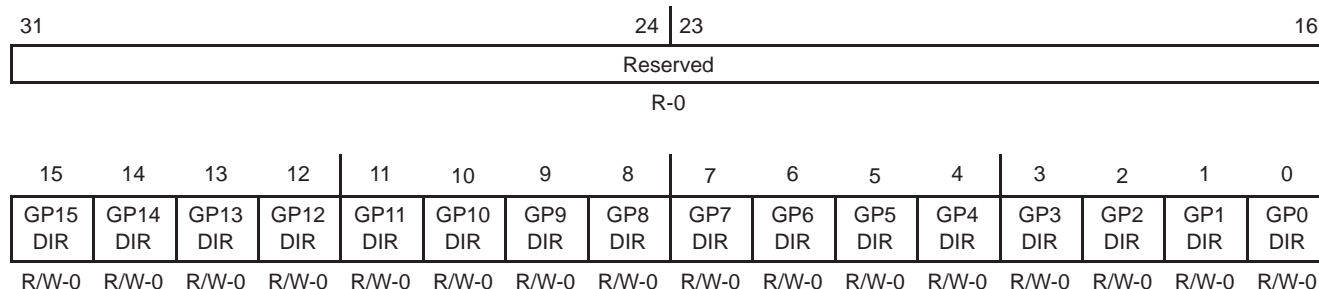 31 24 23 16
Reserved
R-0
15 14 13 12 11 10 9 8 7 6 5 4 3 2 1 0
GP15 GP14 GP13 GP12 GP11 GP10 GP9 GP8 GP7 GP6 GP5 GP4 GP3 GP2 GP1 GP0
DIR DIR DIR DIR DIR DIR DIR DIR DIR DIR DIR DIR DIR DIR DIR DIR
R/W-0 R/W-0 R/W-0 R/W-0 R/W-0 R/W-0 R/W-0 R/W-0 R/W-0 R/W-0 R/W-0 R/W-0 R/W-0 R/W-0 R/W-0 R/W-0